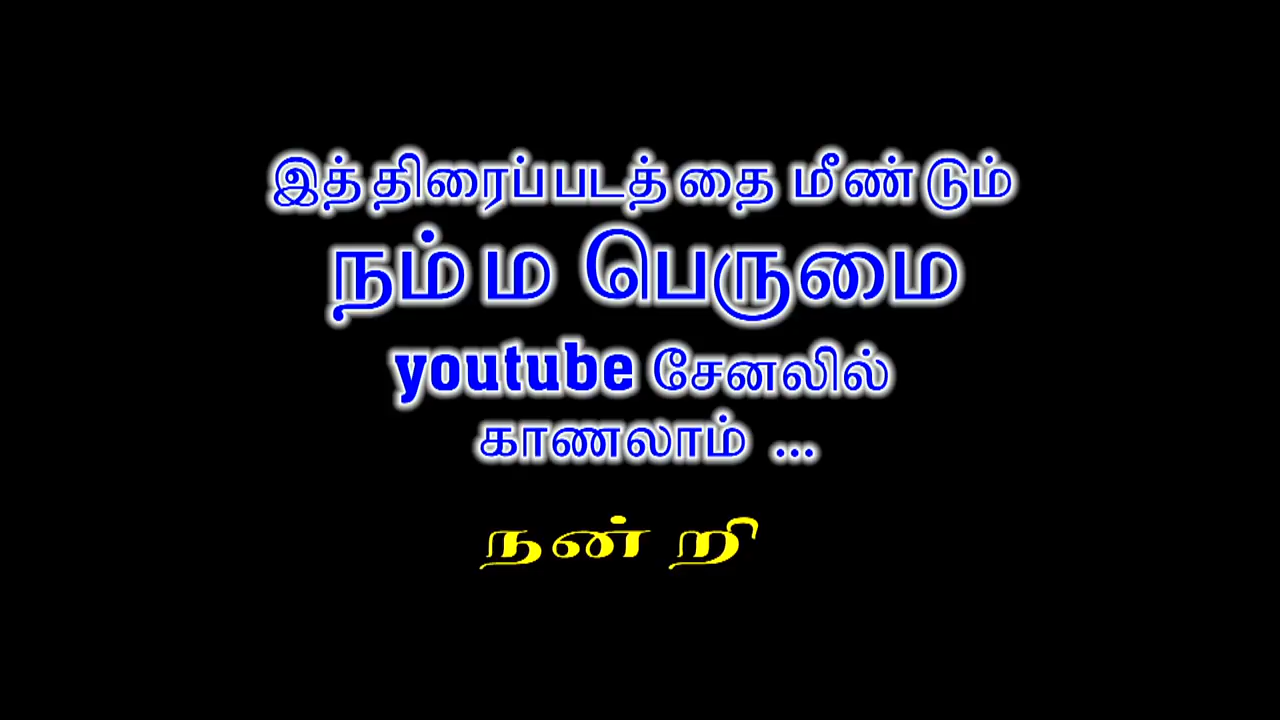 இத்திரைப்படத்தை மீண்டும்
நம்ம பெருமை
youtube சேனலில்
காணலாம் ...
நன்றி